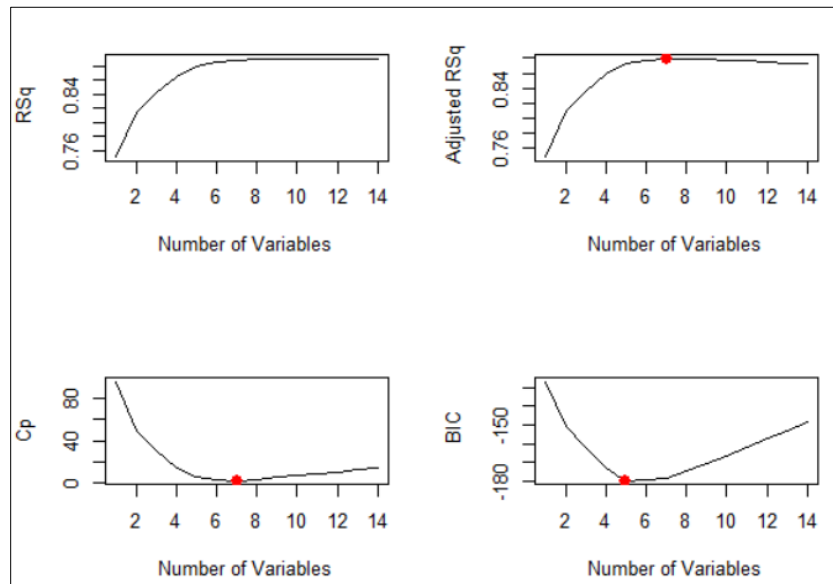 RSq
0.76 0.84
2 4 6 8 10 12 14
Number of Variables
Adjusted RSq
0.76 0.84
2 4 6 8 10 12 14
Number of Variables
Cp
0 40 80
2 4 6 8 10 12 14
Number of Variables
BIC
-180 -150
2 4 6 8 10 12 14
Number of Variables